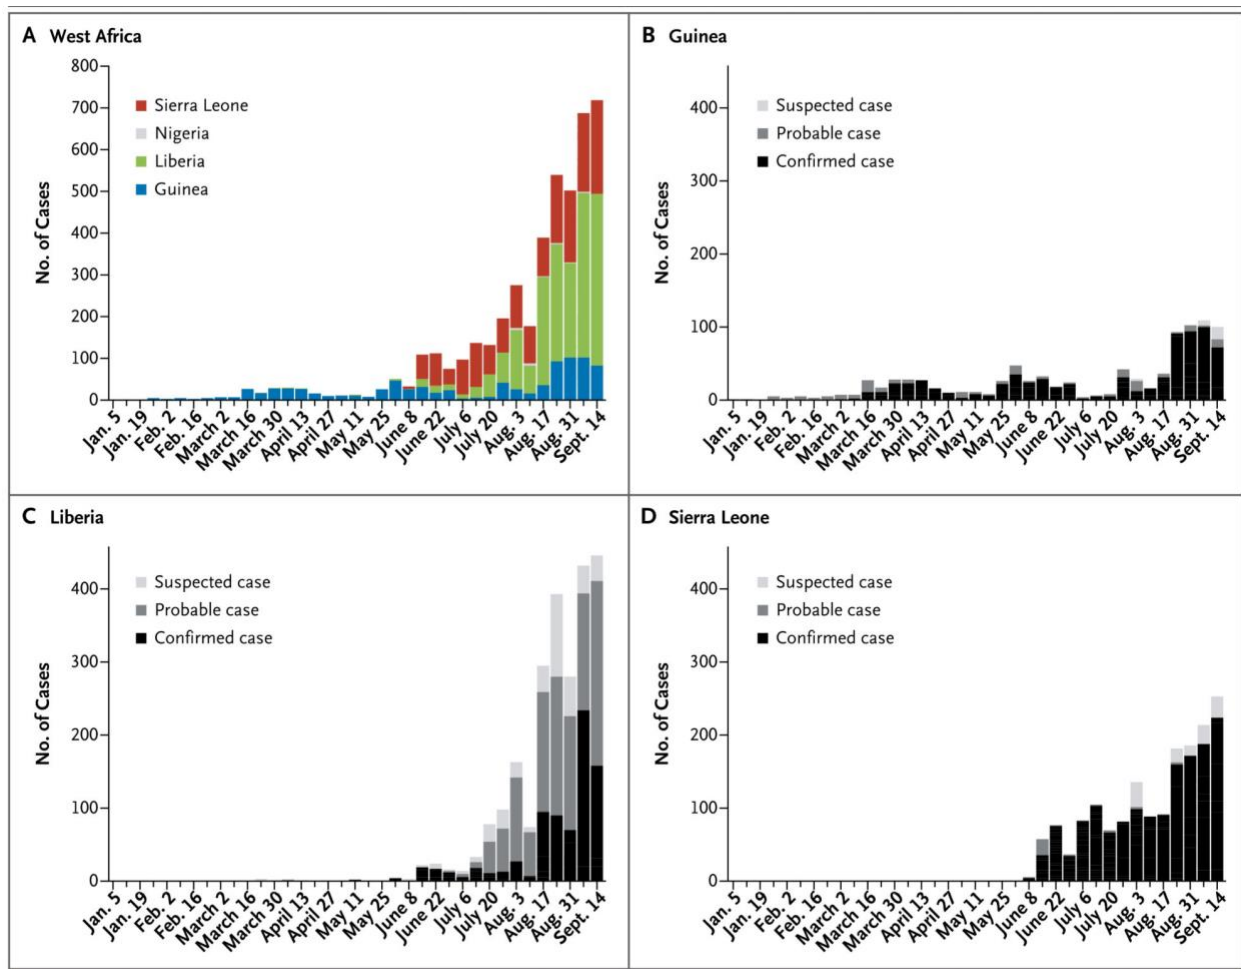 A West Africa
800
700
600
500
400
300
200
100
0
No. of Cases
Sierra Leone
Nigeria
Liberia
Guinea
Jan. 5
Jan. 19
Feb. 2
Feb. 16
March 2
March 16
March 30
April 13
April 27
May 11
May 25
June 8
June 22
July 6
July 20
Aug. 3
Aug. 17
Aug. 31
Sept. 14
B Guinea
400
300
200
100
0
No. of Cases
Suspected case
Probable case
Confirmed case
Jan. 5
Jan. 19
Feb. 2
Feb. 16
March 2
March 16
March 30
April 13
April 27
May 11
May 25
June 8
June 22
July 6
July 20
Aug. 3
Aug. 17
Aug. 31
Sept. 14
C Liberia
400
300
200
100
0
No. of Cases
Suspected case
Probable case
Confirmed case
Jan. 5
Jan. 19
Feb. 2
Feb. 16
March 2
March 16
March 30
April 13
April 27
May 11
May 25
June 8
June 22
July 6
July 20
Aug. 3
Aug. 17
Aug. 31
Sept. 14
D Sierra Leone
400
300
200
100
0
No. of Cases
Suspected case
Probable case
Confirmed case
Jan. 5
Jan. 19
Feb. 2
Feb. 16
March 2
March 16
March 30
April 13
April 27
May 11
May 25
June 8
June 22
July 6
July 20
Aug. 3
Aug. 17
Aug. 31
Sept. 14